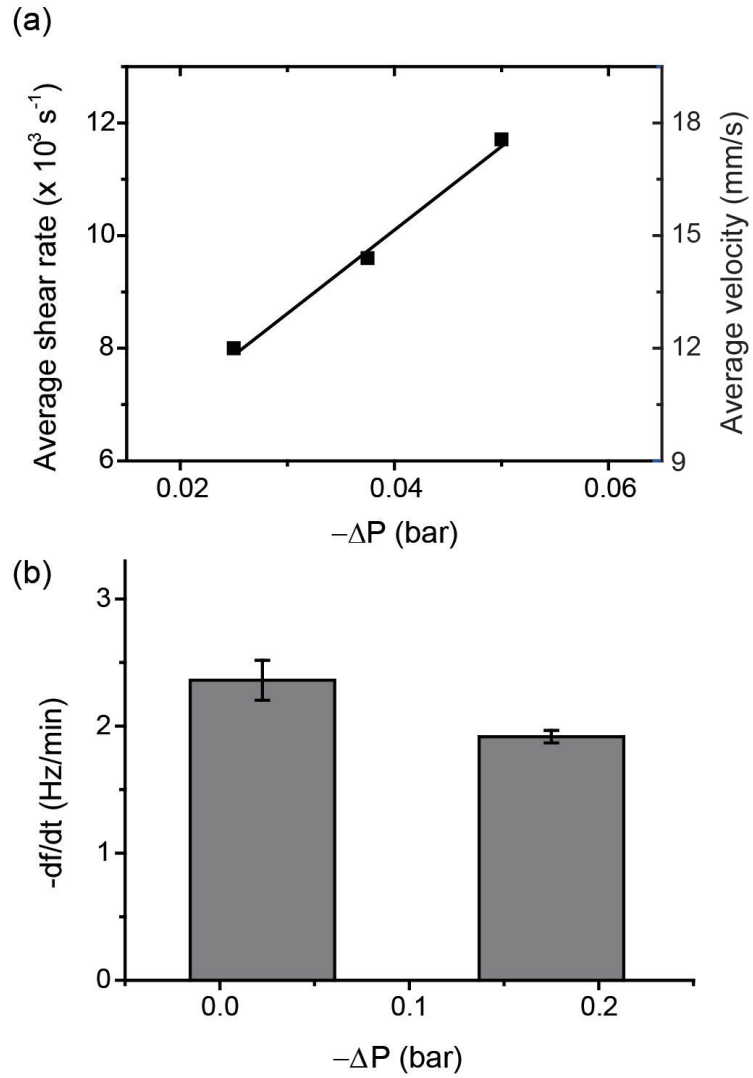 (a)
Average shear rate (x 10³ s⁻¹)
12
10
8
6
18
15
12
9
Average velocity (mm/s)
0.02
0.04
0.06
−ΔP (bar)
(b)
-df/dt (Hz/min)
3
2
1
0
0.0
0.1
0.2
−ΔP (bar)